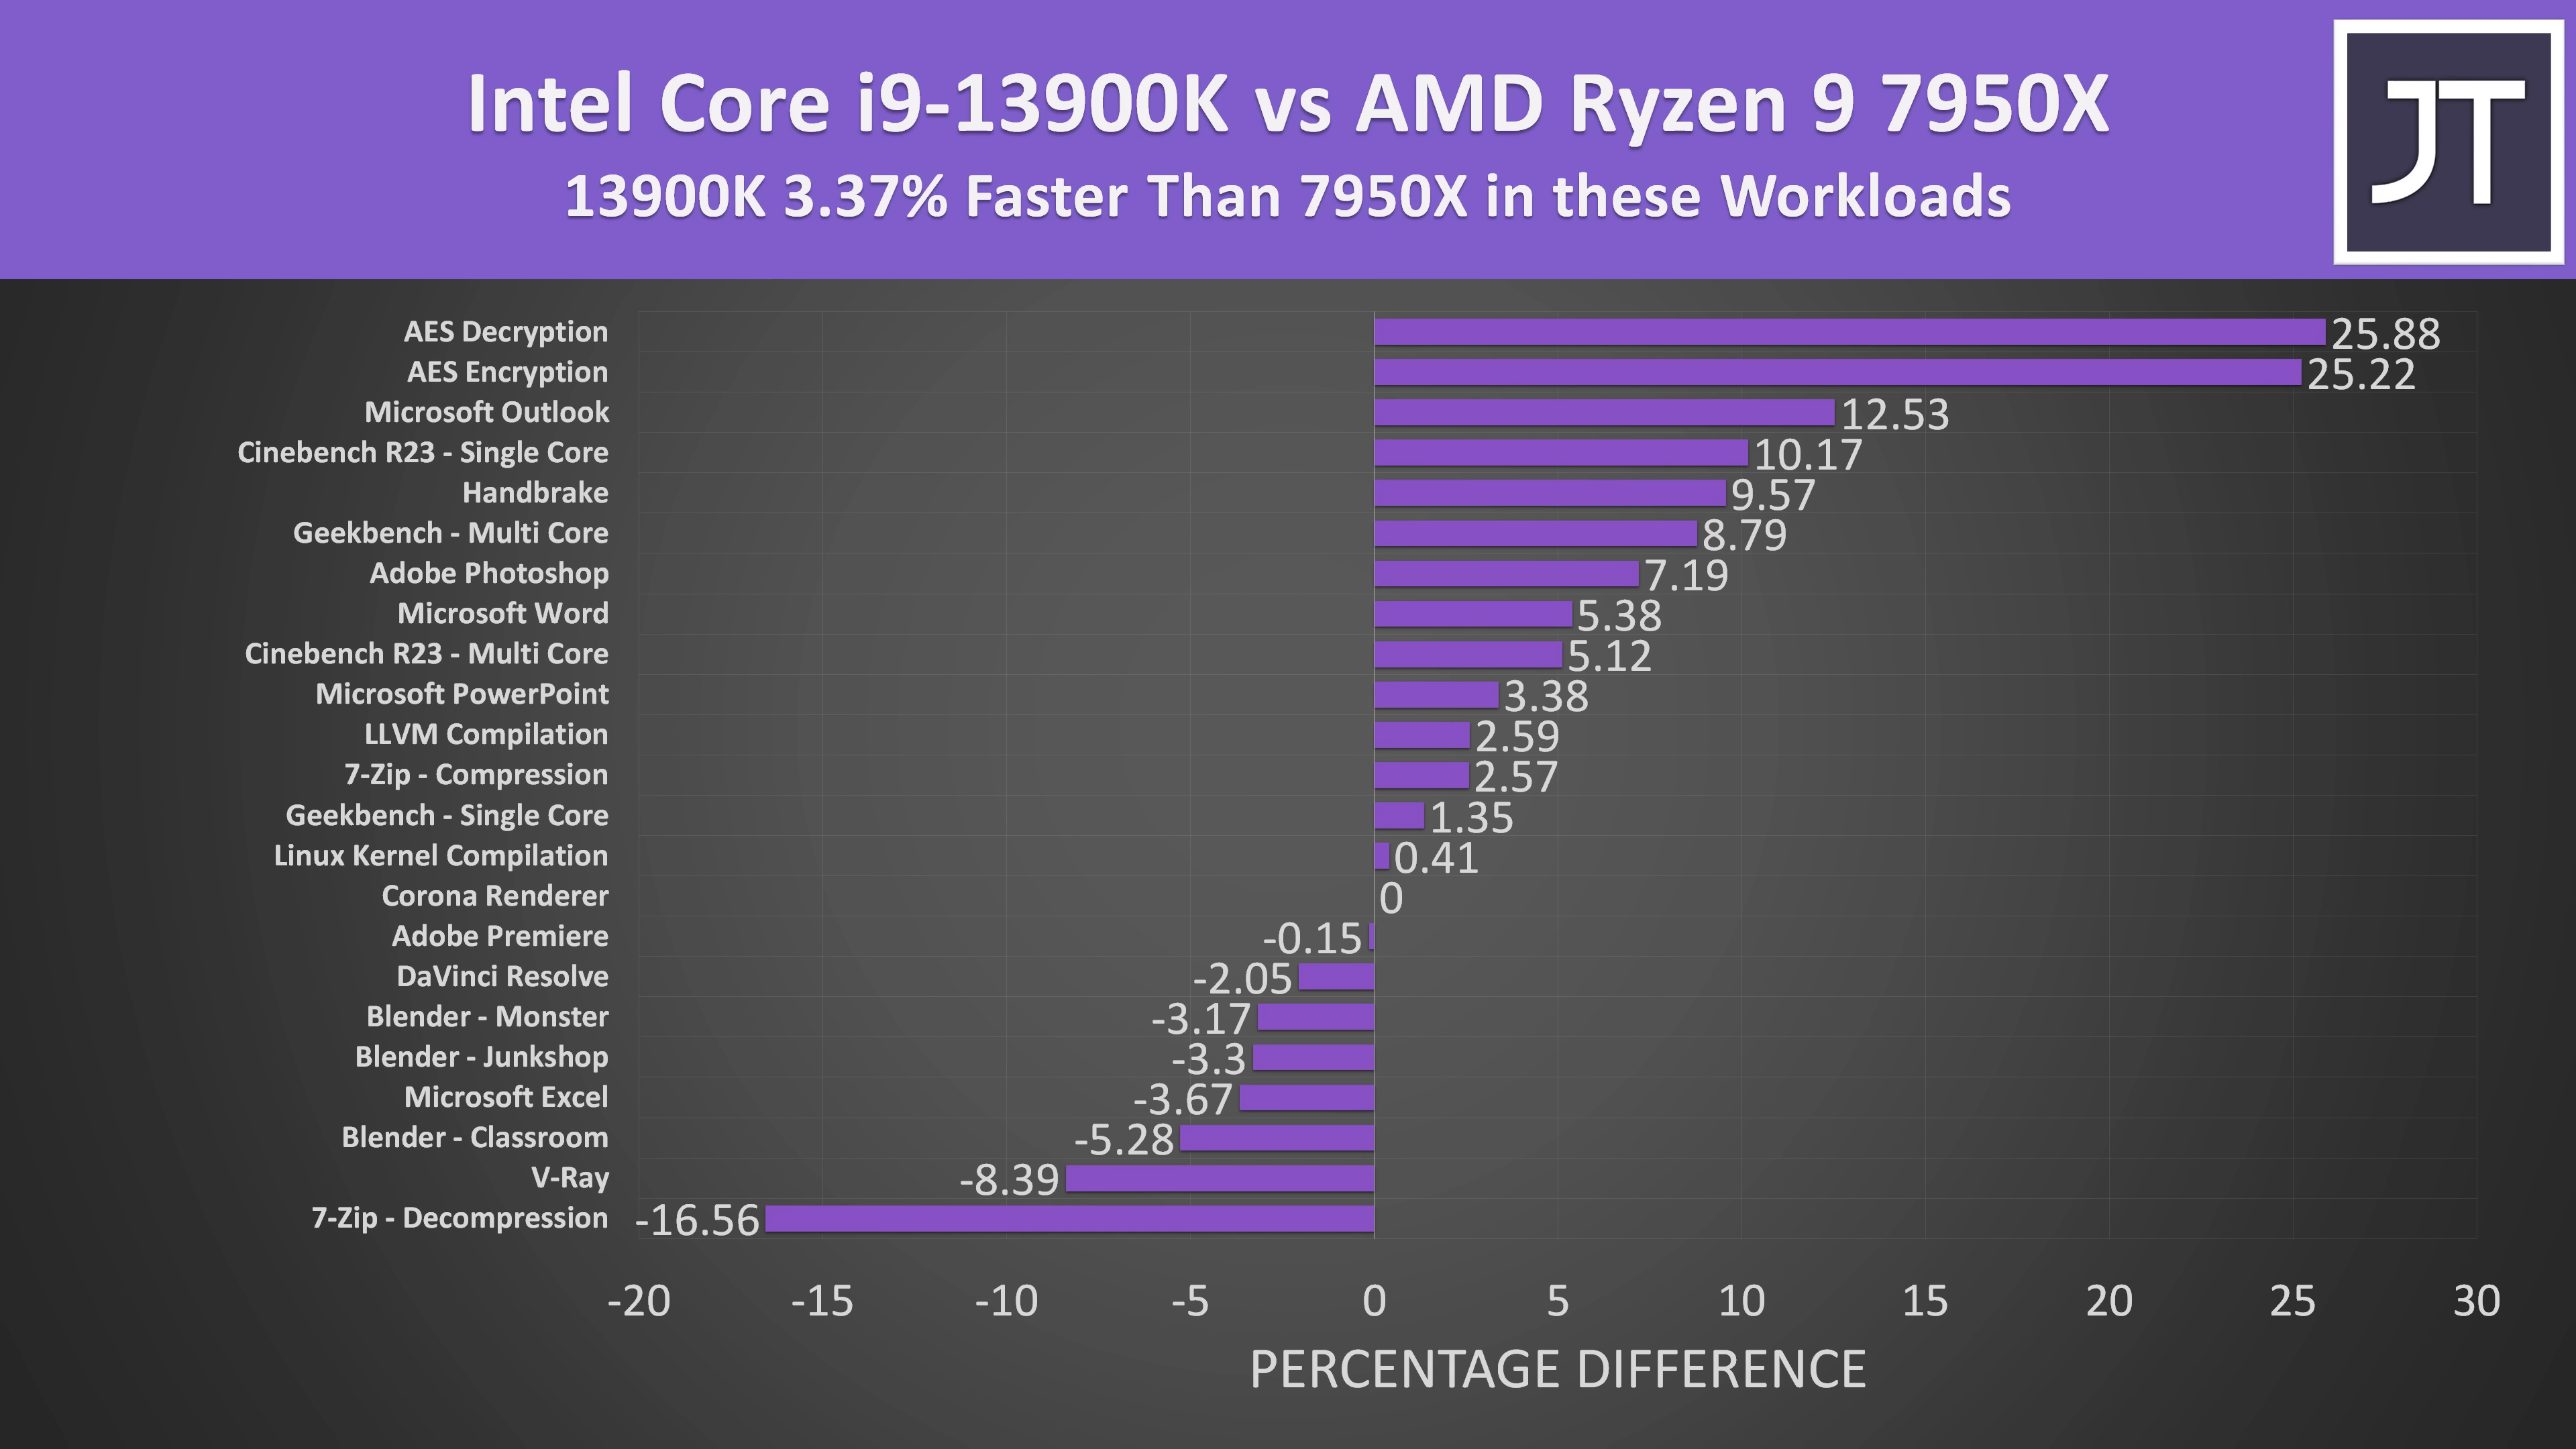 Intel Core i9-13900K vs AMD Ryzen 9 7950X
13900K 3.37% Faster Than 7950X in these Workloads
JT
AES Decryption 25.88
AES Encryption 25.22
Microsoft Outlook 12.53
Cinebench R23 - Single Core 10.17
Handbrake 9.57
Geekbench - Multi Core 8.79
Adobe Photoshop 7.19
Microsoft Word 5.38
Cinebench R23 - Multi Core 5.12
Microsoft PowerPoint 3.38
LLVM Compilation 2.59
7-Zip - Compression 2.57
Geekbench - Single Core 1.35
Linux Kernel Compilation 0.41
Corona Renderer 0
Adobe Premiere -0.15
DaVinci Resolve -2.05
Blender - Monster -3.17
Blender - Junkshop -3.3
Microsoft Excel -3.67
Blender - Classroom -5.28
V-Ray -8.39
7-Zip - Decompression -16.56
-20 -15 -10 -5 0 5 10 15 20 25 30
PERCENTAGE DIFFERENCE